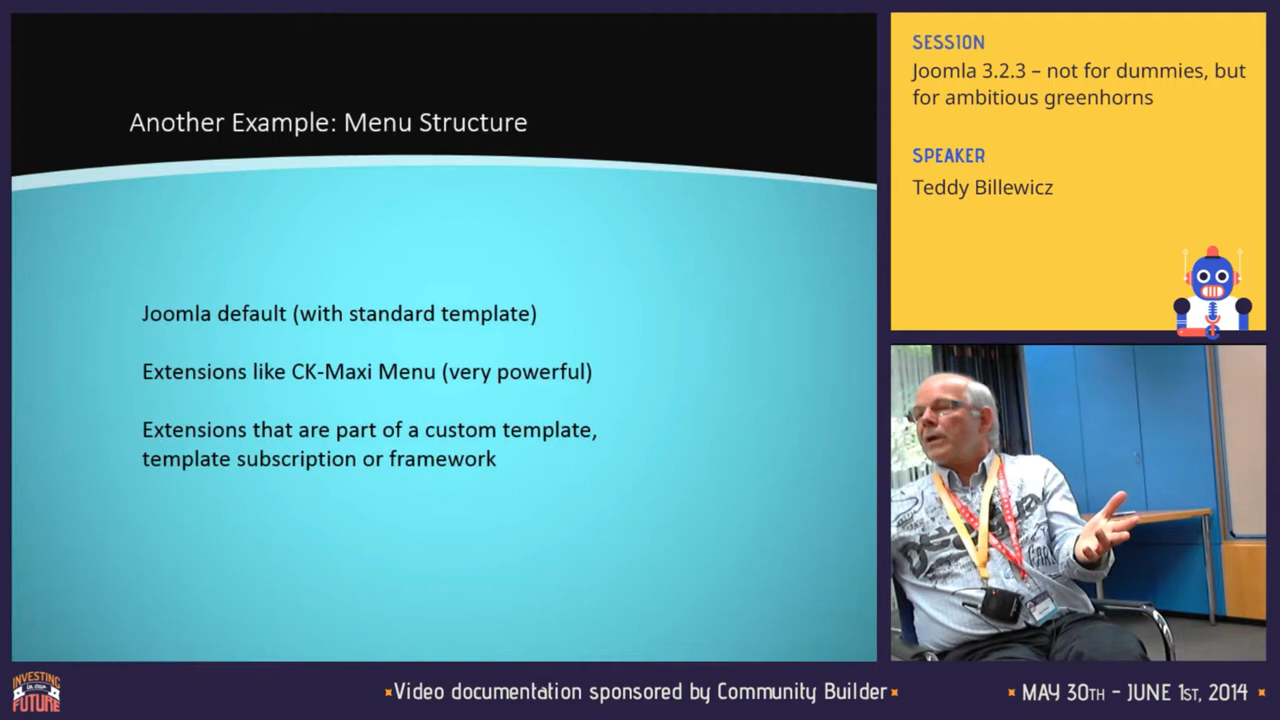 Another Example: Menu Structure
Joomla default (with standard template)
Extensions like CK-Maxi Menu (very powerful)
Extensions that are part of a custom template,
template subscription or framework
SESSION
Joomla 3.2.3 – not for dummies, but
for ambitious greenhorns
SPEAKER
Teddy Billewicz
INVESTING
IN OUR
FUTURE
Video documentation sponsored by Community Builder
MAY 30TH - JUNE 1ST, 2014